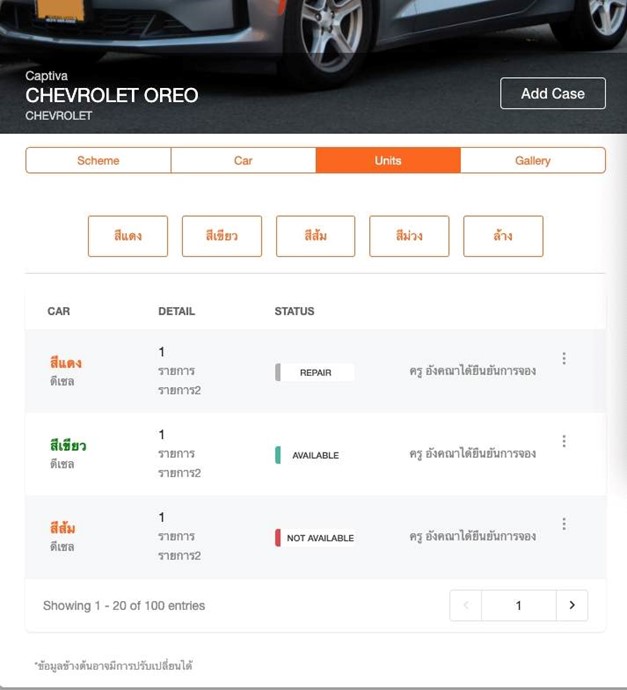 Captiva
CHEVROLET OREO
CHEVROLET
Add Case
Scheme Car Units Gallery
สีแดง สีเขียว สีส้ม สีม่วง ล้าง
CAR DETAIL STATUS
สีแดง
ดีเซล
1
รายการ
รายการ2
REPAIR
ครู อังคณาได้ยืนยันการจอง
สีเขียว
ดีเซล
1
รายการ
รายการ2
AVAILABLE
ครู อังคณาได้ยืนยันการจอง
สีส้ม
ดีเซล
1
รายการ
รายการ2
NOT AVAILABLE
ครู อังคณาได้ยืนยันการจอง
Showing 1 - 20 of 100 entries
1
*ข้อมูลข้างต้นอาจมีการปรับเปลี่ยนได้